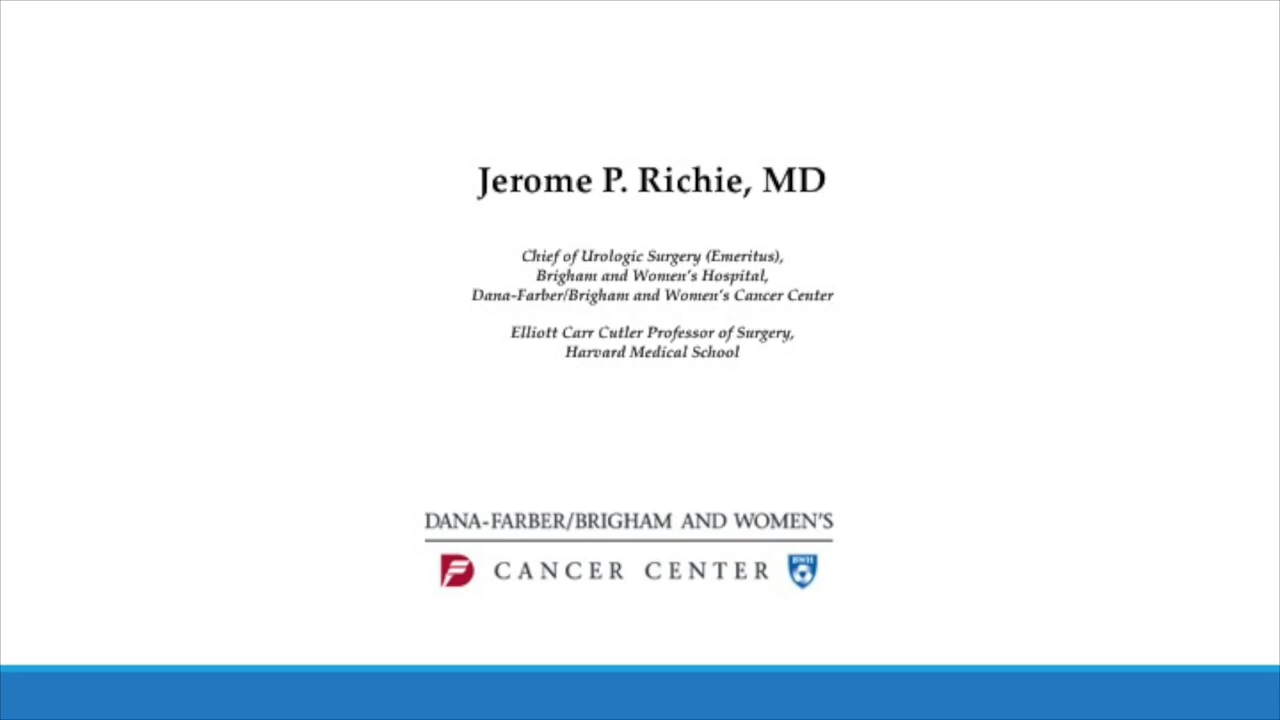 Jerome P. Richie, MD
Chief of Urologic Surgery (Emeritus),
Brigham and Women's Hospital,
Dana-Farber/Brigham and Women's Cancer Center
Elliott Carr Cutler Professor of Surgery,
Harvard Medical School
DANA-FARBER/BRIGHAM AND WOMEN'S
CANCER CENTER
BWH